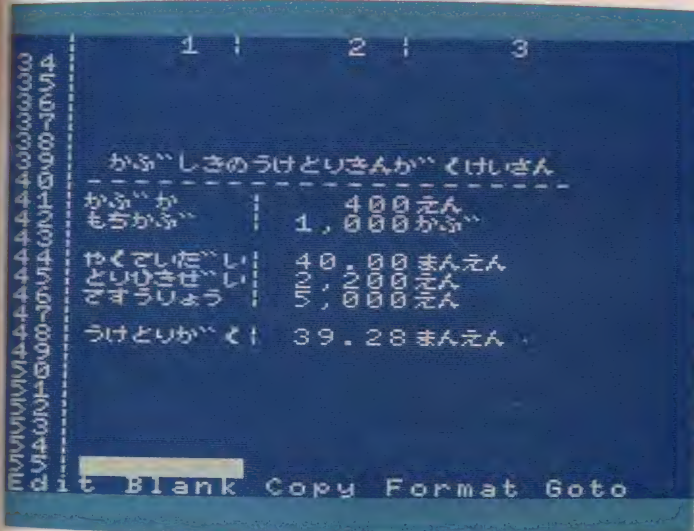 1 | 2 | 3
34
35
36
37
38
39 かぶ゛しきのうけとりきんか゛くけいさん
40 - - - - - - - - - - - - - - - - - - - - - - - - - - - - -
41 かぶ゛か | 400えん
42 もちかぶ゛ | 1,000かぶ゛
43
44 やくていた゛い| 40.00まんえん
45 とりひきせ゛い| 2,200えん
46 てすうりょう | 5,000えん
47
48 うけとりか゛く| 39.28まんえん
49
50
51
52
53
54
55
Edit Blank Copy Format Goto